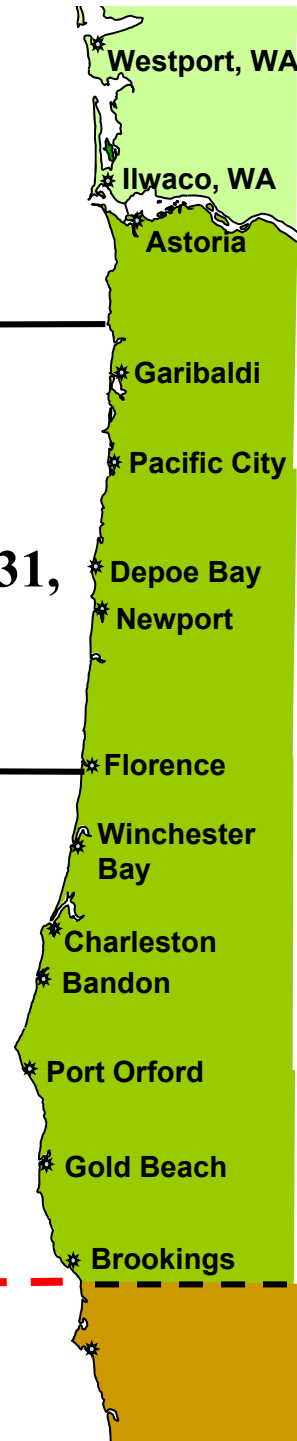 Westport, WA
Ilwaco, WA
Astoria
Garibaldi
Pacific City
31,
Depoe Bay
Newport
Florence
Winchester
Bay
Charleston
Bandon
Port Orford
Gold Beach
Brookings